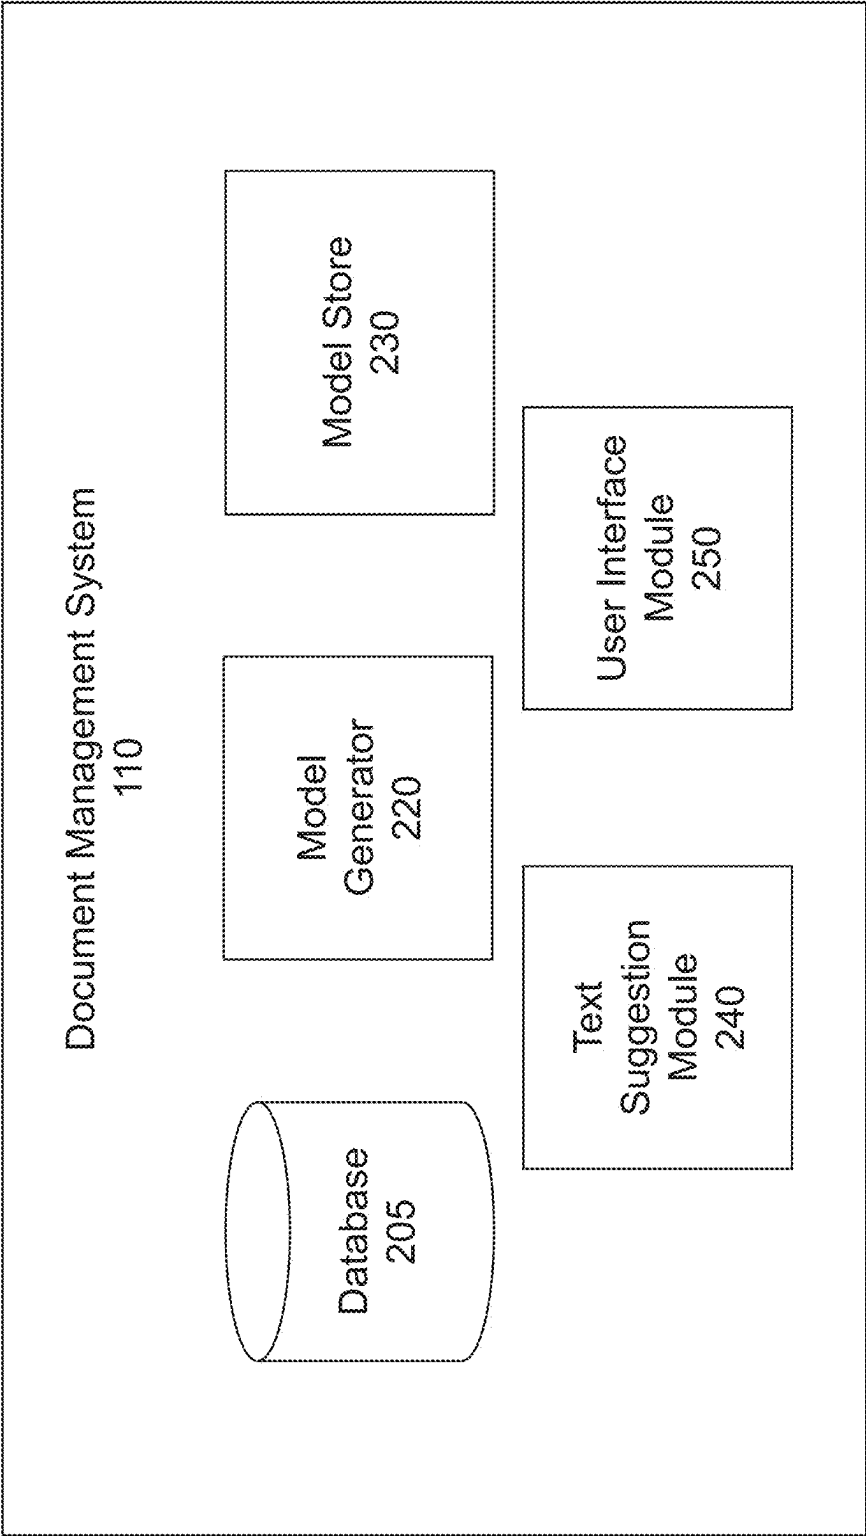 Document Management System
110
Database
205
Model
Generator
220
Model Store
230
Text
Suggestion
Module
240
User Interface
Module
250